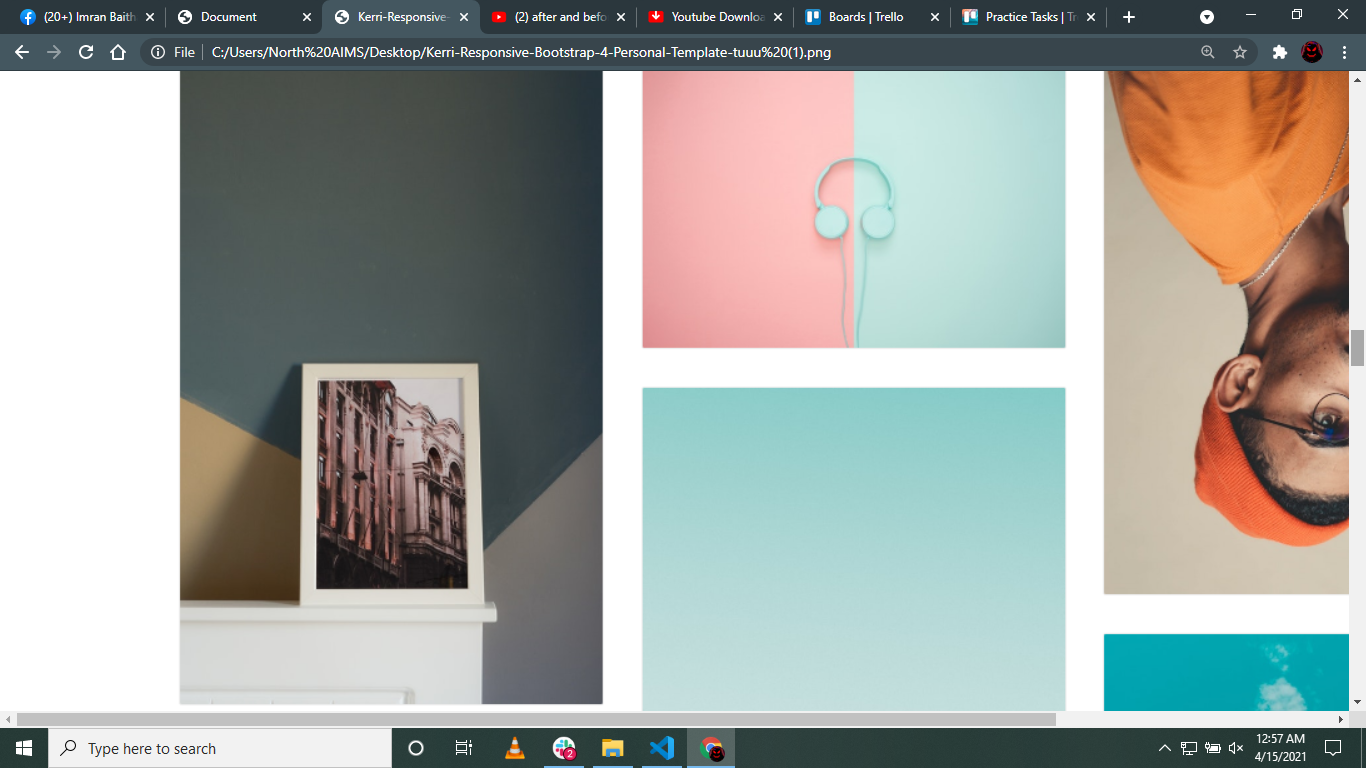 (20+) Imran Baith
Document
Kerri-Responsive-
(2) after and befo
Youtube Downloa
Boards | Trello
Practice Tasks | Tr
File
C:/Users/North%20AIMS/Desktop/Kerri-Responsive-Bootstrap-4-Personal-Template-tuuu%20(1).png
Type here to search
2
12:57 AM
4/15/2021